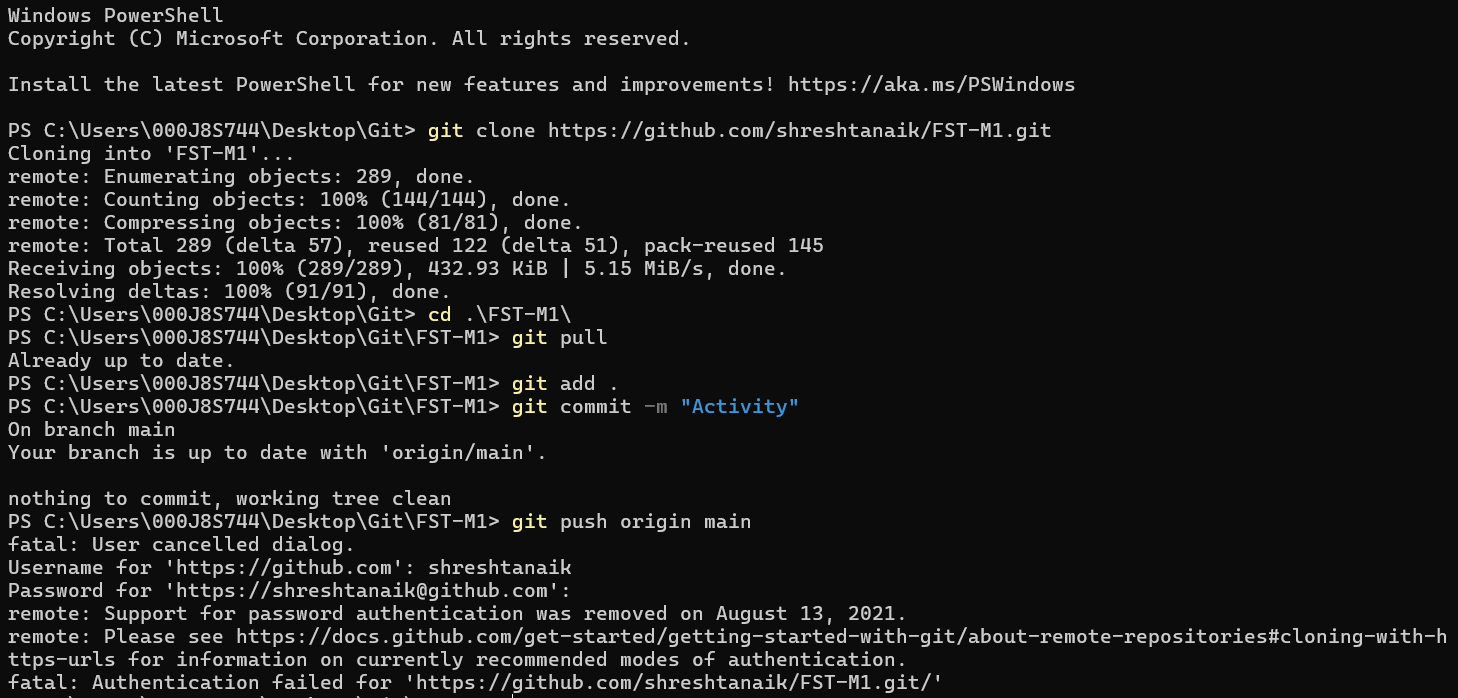 Windows PowerShell
Copyright (C) Microsoft Corporation. All rights reserved.
Install the latest PowerShell for new features and improvements! https://aka.ms/PSWindows
PS C:\Users\000J8S744\Desktop\Git> git clone https://github.com/shreshtanaik/FST-M1.git
Cloning into 'FST-M1'...
remote: Enumerating objects: 289, done.
remote: Counting objects: 100% (144/144), done.
remote: Compressing objects: 100% (81/81), done.
remote: Total 289 (delta 57), reused 122 (delta 51), pack-reused 145
Receiving objects: 100% (289/289), 432.93 KiB | 5.15 MiB/s, done.
Resolving deltas: 100% (91/91), done.
PS C:\Users\000J8S744\Desktop\Git> cd .\FST-M1\
PS C:\Users\000J8S744\Desktop\Git\FST-M1> git pull
Already up to date.
PS C:\Users\000J8S744\Desktop\Git\FST-M1> git add .
PS C:\Users\000J8S744\Desktop\Git\FST-M1> git commit -m "Activity"
On branch main
Your branch is up to date with 'origin/main'.
nothing to commit, working tree clean
PS C:\Users\000J8S744\Desktop\Git\FST-M1> git push origin main
fatal: User cancelled dialog.
Username for 'https://github.com': shreshtanaik
Password for 'https://shreshtanaik@github.com':
remote: Support for password authentication was removed on August 13, 2021.
remote: Please see https://docs.github.com/get-started/getting-started-with-git/about-remote-repositories#cloning-with-h
ttps-urls for information on currently recommended modes of authentication.
fatal: Authentication failed for 'https://github.com/shreshtanaik/FST-M1.git/'